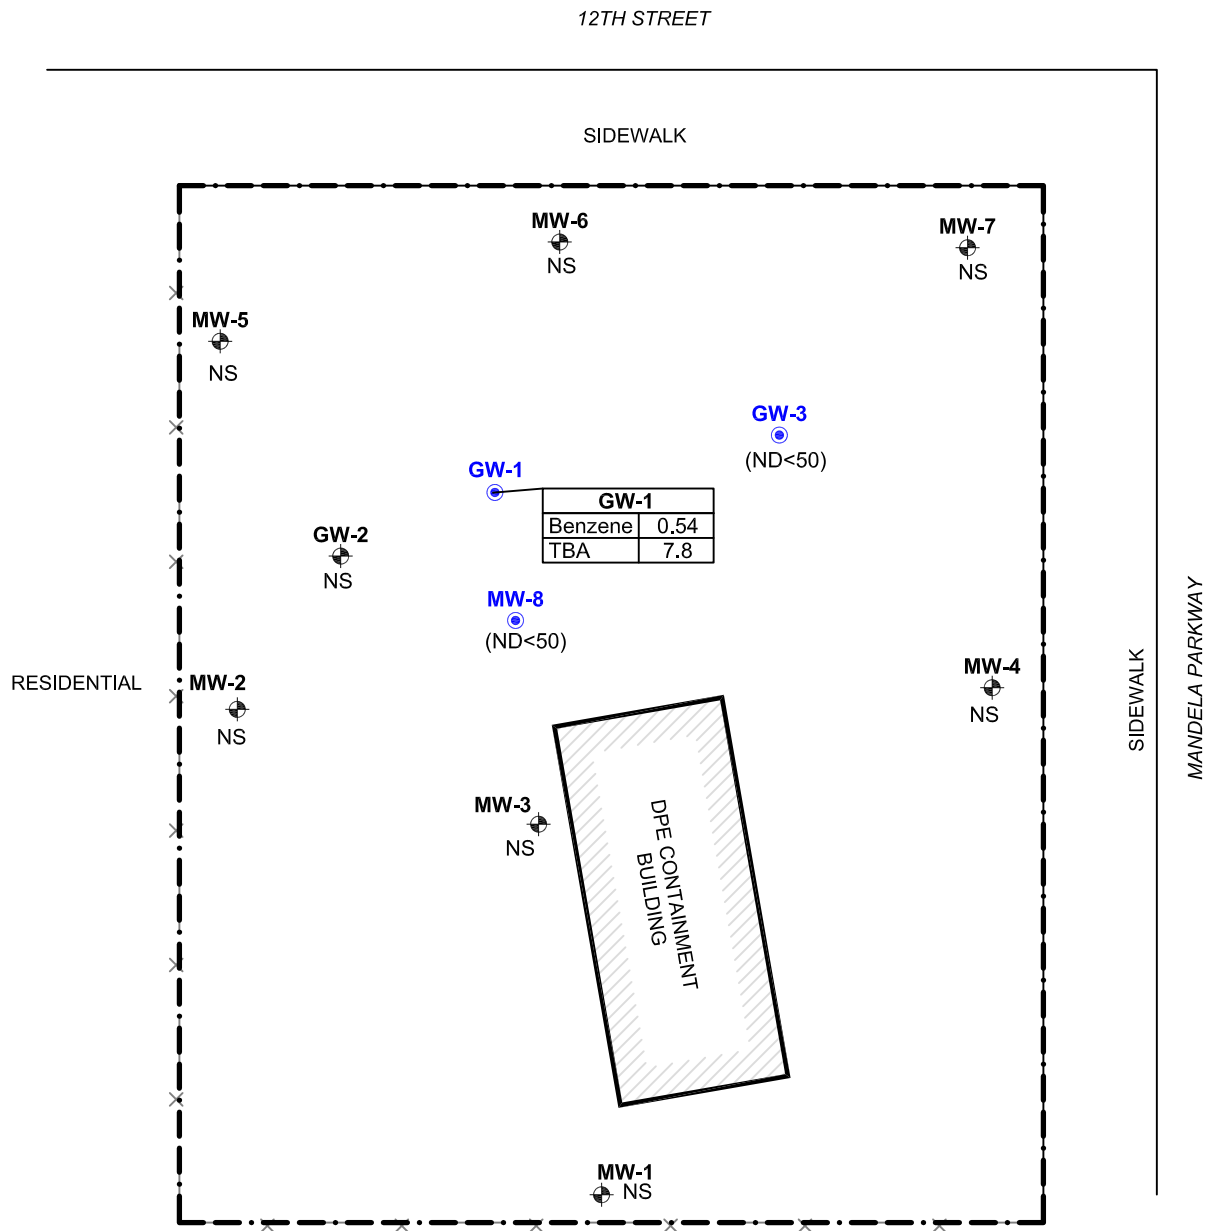 12TH STREET
SIDEWALK
MW-6
NS
MW-7
NS
MW-5
NS
GW-3
(ND<50)
GW-1
GW-1
Benzene 0.54
TBA 7.8
GW-2
NS
MW-8
(ND<50)
RESIDENTIAL
MW-2
NS
MW-4
NS
SIDEWALK
MANDELA PARKWAY
MW-3
NS
DPE CONTAINMENT
BUILDING
MW-1
NS